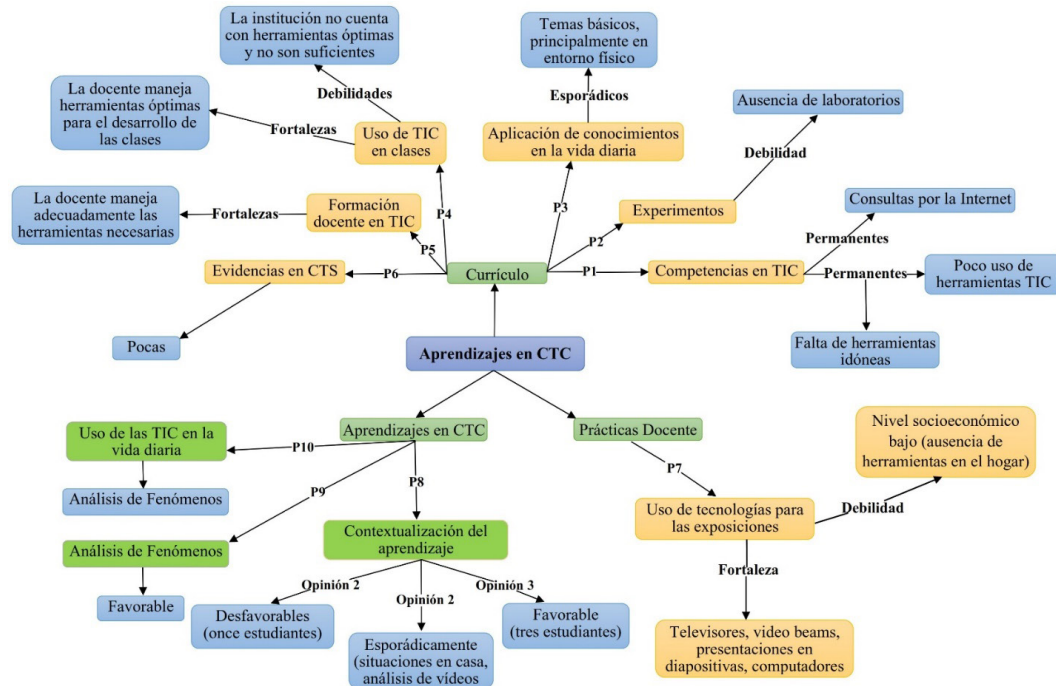 La institución no cuenta
con herramientas óptimas
y no son suficientes
Temas básicos,
principalmente en
entorno físico
La docente maneja
herramientas óptimas
para el desarrollo de
las clases
Debilidades
Fortalezas
Uso de TIC
en clases
Esporádicos
Aplicación de conocimientos
en la vida diaria
Ausencia de laboratorios
Debilidad
La docente maneja
adecuadamente las
herramientas necesarias
Fortalezas
Formación
docente en TIC
P4
P3
Experimentos
Consultas por la Internet
P5
P2
Permanentes
Evidencias en CTS
P6
Currículo
P1
Competencias en TIC
Permanentes
Poco uso de
herramientas TIC
Pocas
Aprendizajes en CTC
Falta de herramientas
idóneas
Uso de las TIC en la
vida diaria
P10
Aprendizajes en CTC
Prácticas Docente
Nivel socioeconómico
bajo (ausencia de
herramientas en el hogar)
Análisis de Fenómenos
P9
P8
P7
Uso de tecnologías para
las exposiciones
Debilidad
Análisis de Fenómenos
Contextualización del
aprendizaje
Favorable
Opinión 2
Opinión 2
Opinión 3
Fortaleza
Desfavorables
(once estudiantes)
Esporádicamente
(situaciones en casa,
análisis de vídeos
Favorable
(tres estudiantes)
Televisores, video beams,
presentaciones en
diapositivas, computadores